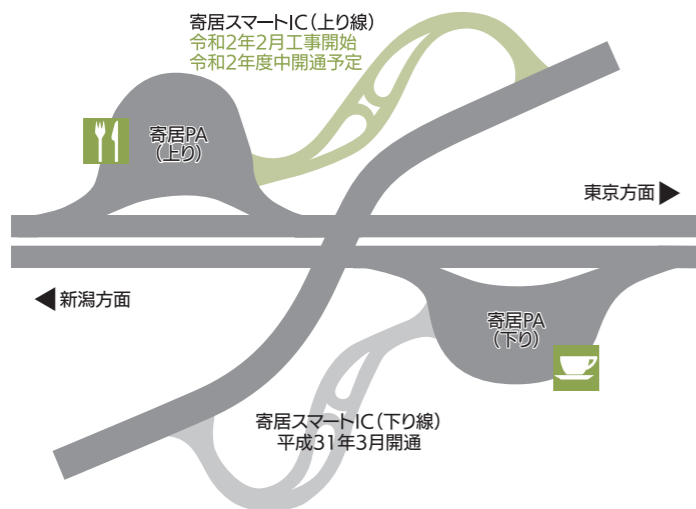 寄居スマートIC(上り線)
令和2年2月工事開始
令和2年度中開通予定
寄居PA
(上り)
東京方面
新潟方面
寄居PA
(下り)
寄居スマートIC(下り線)
平成31年3月開通